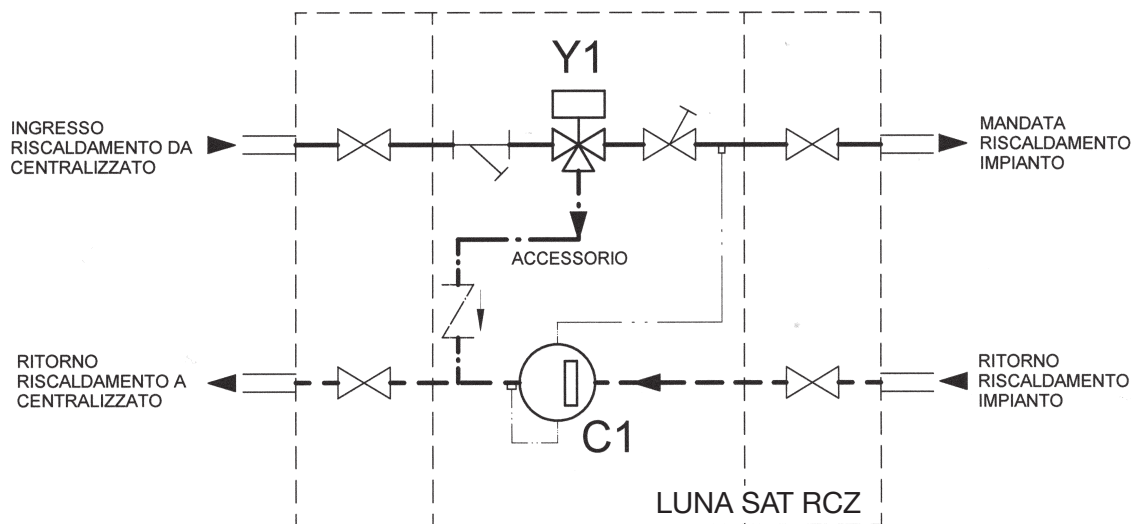 Y1
INGRESSO
RISCALDAMENTO DA
CENTRALIZZATO
MANDATA
RISCALDAMENTO
IMPIANTO
ACCESSORIO
RITORNO
RISCALDAMENTO A
CENTRALIZZATO
RITORNO
RISCALDAMENTO
IMPIANTO
C1
LUNA SAT RCZ